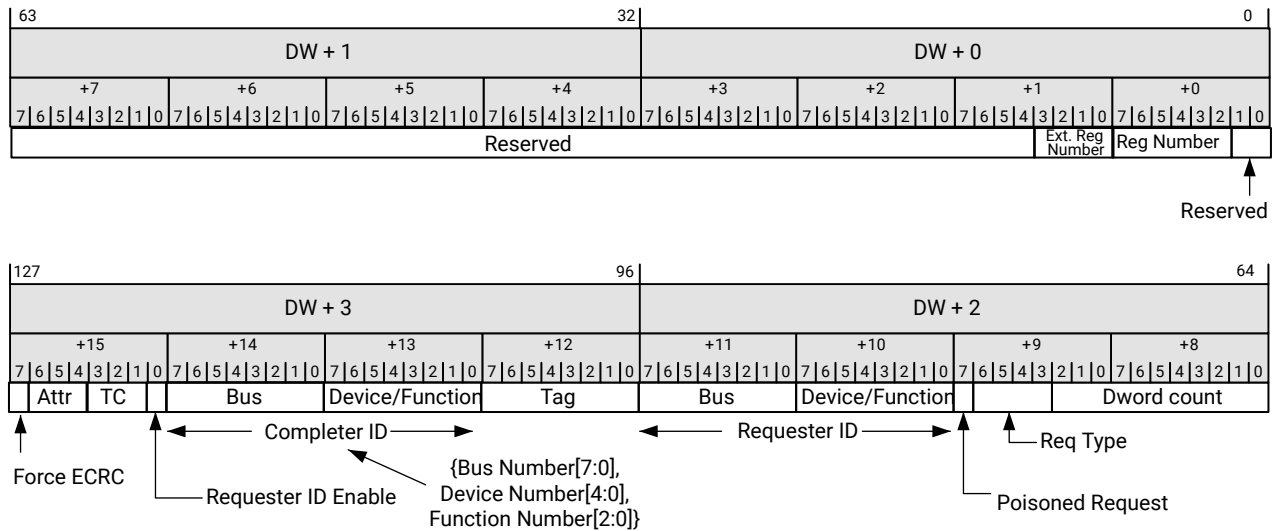 63 32 0
DW + 1 DW + 0
+7 +6 +5 +4 +3 +2 +1 +0
7 6 5 4 3 2 1 0 7 6 5 4 3 2 1 0 7 6 5 4 3 2 1 0 7 6 5 4 3 2 1 0 7 6 5 4 3 2 1 0 7 6 5 4 3 2 1 0 7 6 5 4 3 2 1 0 7 6 5 4 3 2 1 0
Reserved Ext. Reg Number Reg Number
Reserved
127 96 64
DW + 3 DW + 2
+15 +14 +13 +12 +11 +10 +9 +8
7 6 5 4 3 2 1 0 7 6 5 4 3 2 1 0 7 6 5 4 3 2 1 0 7 6 5 4 3 2 1 0 7 6 5 4 3 2 1 0 7 6 5 4 3 2 1 0 7 6 5 4 3 2 1 0 7 6 5 4 3 2 1 0
Attr TC Bus Device/Function Tag Bus Device/Function Dword count
Completer ID Requester ID Req Type
Force ECRC Requester ID Enable {Bus Number[7:0],
Device Number[4:0],
Function Number[2:0]} Poisoned Request